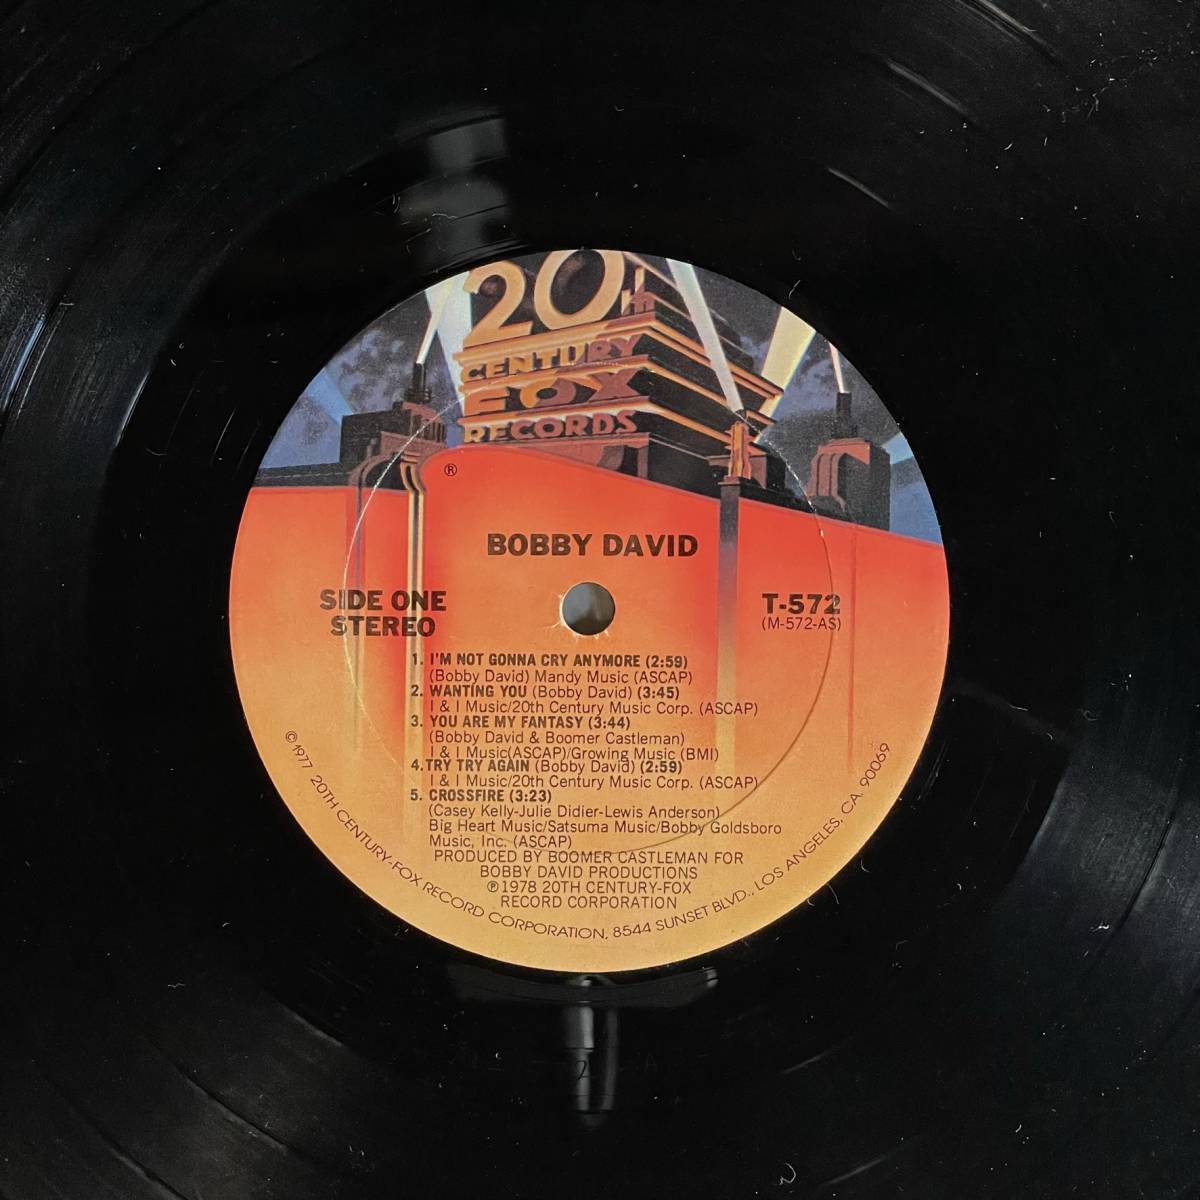 20th
CENTURY
FOX
RECORDS
®
BOBBY DAVID
SIDE ONE
STEREO
T-572
(M-572-AS)
1. I'M NOT GONNA CRY ANYMORE (2:59)
(Bobby David) Mandy Music (ASCAP)
2. WANTING YOU (Bobby David) (3:45)
I & I Music/20th Century Music Corp. (ASCAP)
3. YOU ARE MY FANTASY (3:44)
(Bobby David & Boomer Castleman)
I & I Music(ASCAP)/Growing Music (BMI)
4. TRY TRY AGAIN (Bobby David) (2:59)
I & I Music/20th Century Music Corp. (ASCAP)
5. CROSSFIRE (3:23)
(Casey Kelly-Julie Didier-Lewis Anderson)
Big Heart Music/Satsuma Music/Bobby Goldsboro
Music, Inc. (ASCAP)
PRODUCED BY BOOMER CASTLEMAN FOR
BOBBY DAVID PRODUCTIONS
℗ 1978 20TH CENTURY-FOX
RECORD CORPORATION
© 1977 20TH CENTURY-FOX RECORD CORPORATION, 8544 SUNSET BLVD., LOS ANGELES, CA. 90069